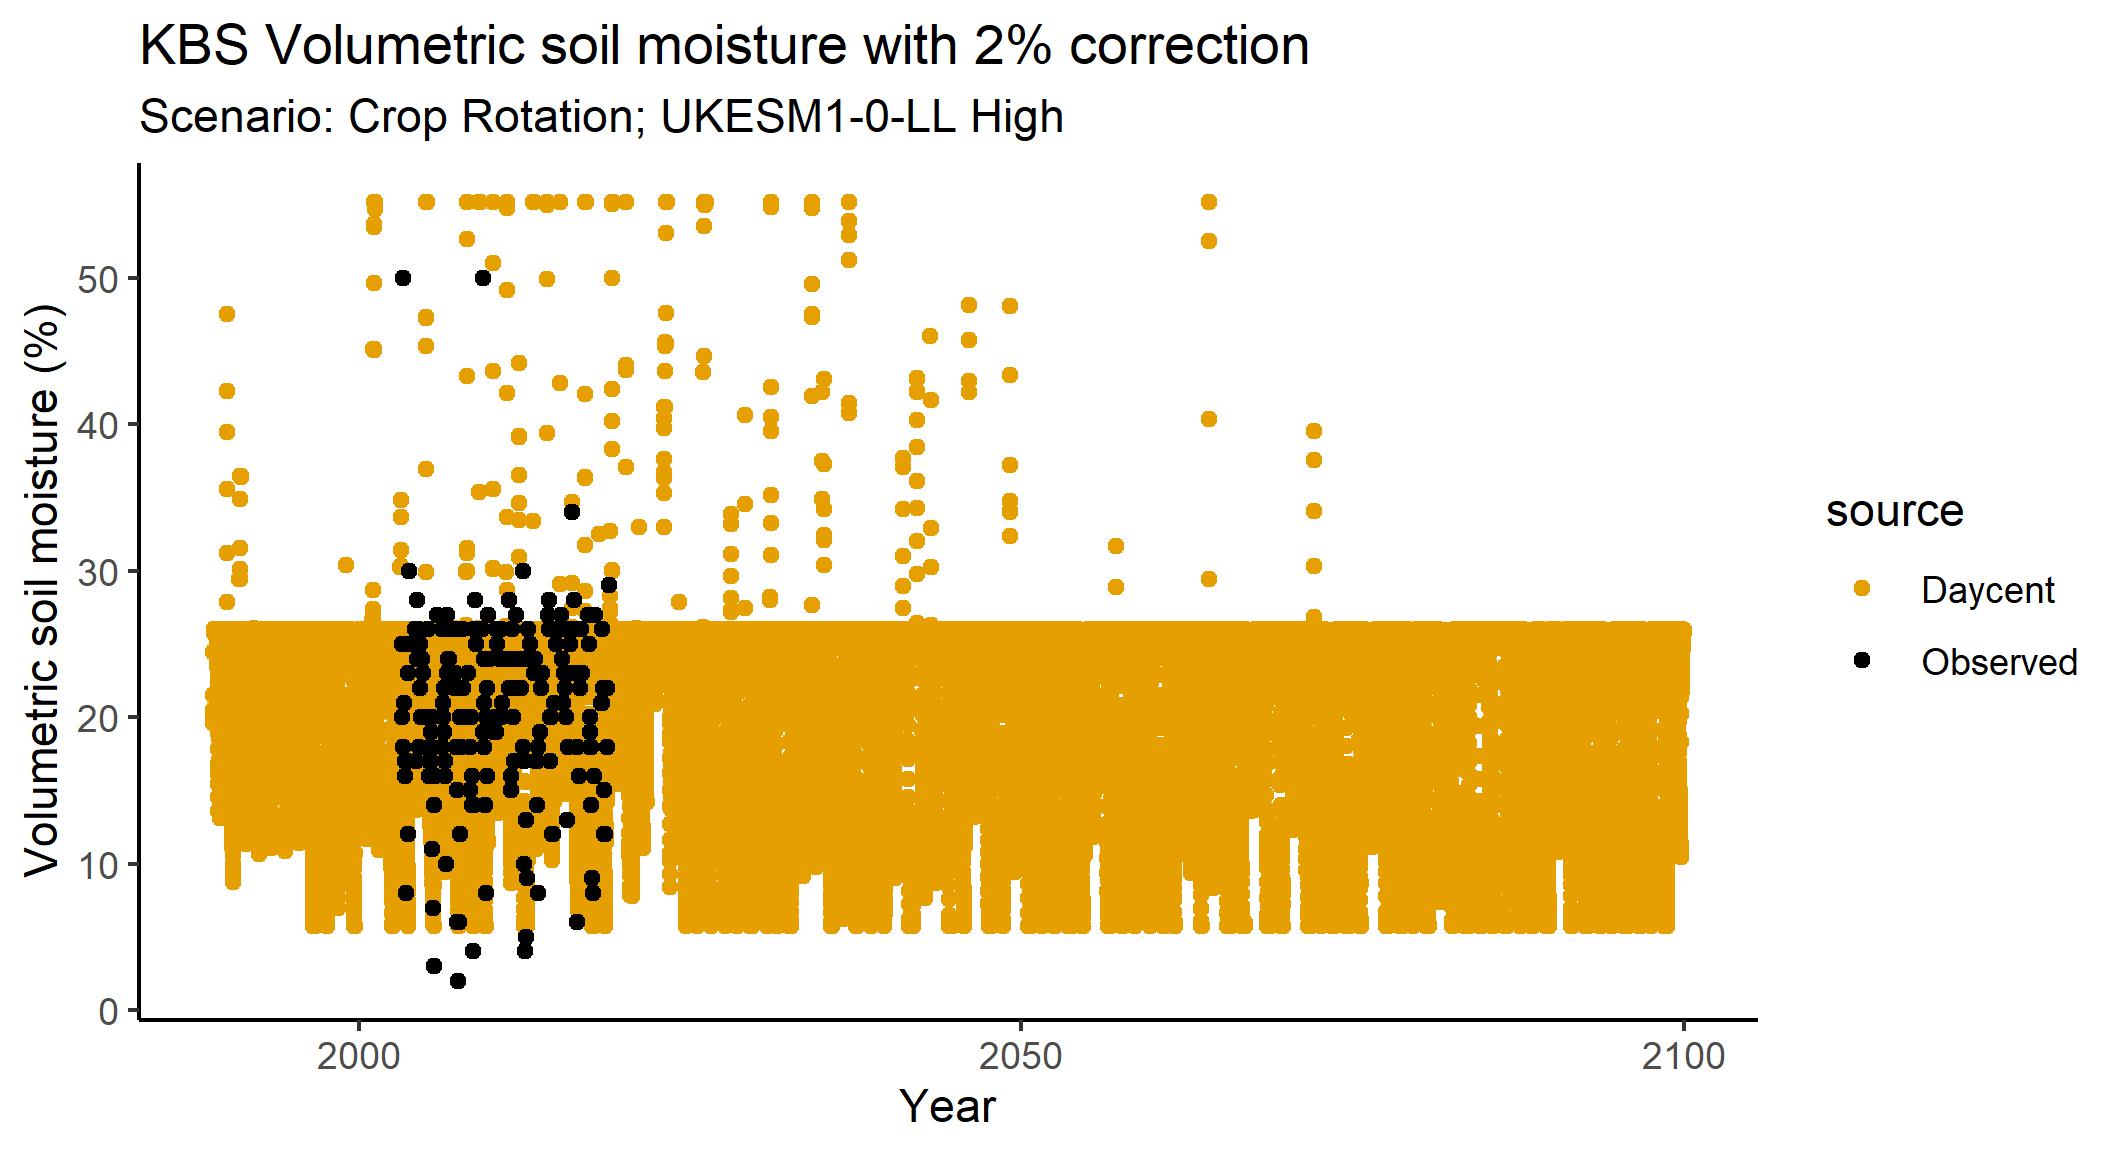 KBS Volumetric soil moisture with 2% correction
Scenario: Crop Rotation; UKESM1-0-LL High
Volumetric soil moisture (%)
50
40
30
20
10
0
2000
2050
2100
Year
source
Daycent
Observed